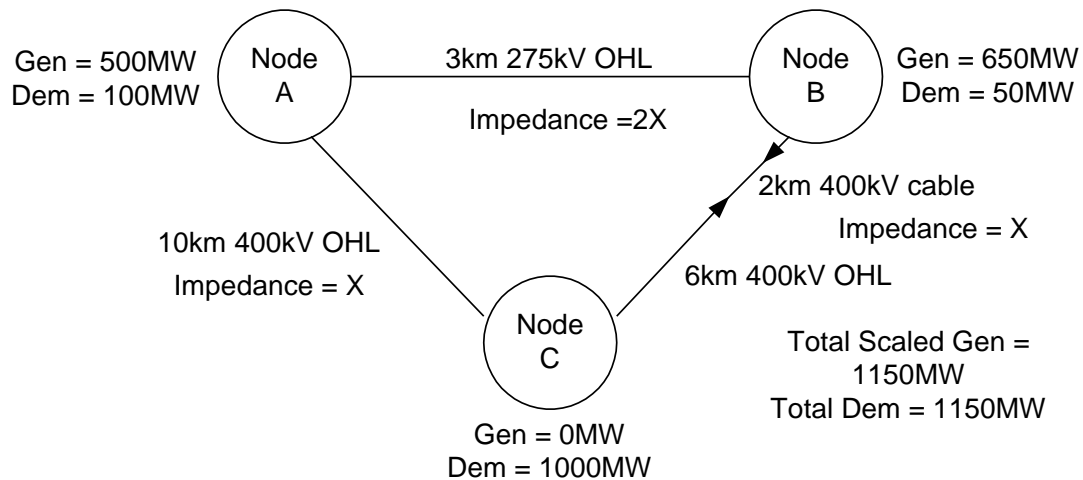 Gen = 500MW
Dem = 100MW
Node
A
3km 275kV OHL
Impedance =2X
Node
B
Gen = 650MW
Dem = 50MW
2km 400kV cable
Impedance = X
10km 400kV OHL
Impedance = X
6km 400kV OHL
Node
C
Gen = 0MW
Dem = 1000MW
Total Scaled Gen =
1150MW
Total Dem = 1150MW